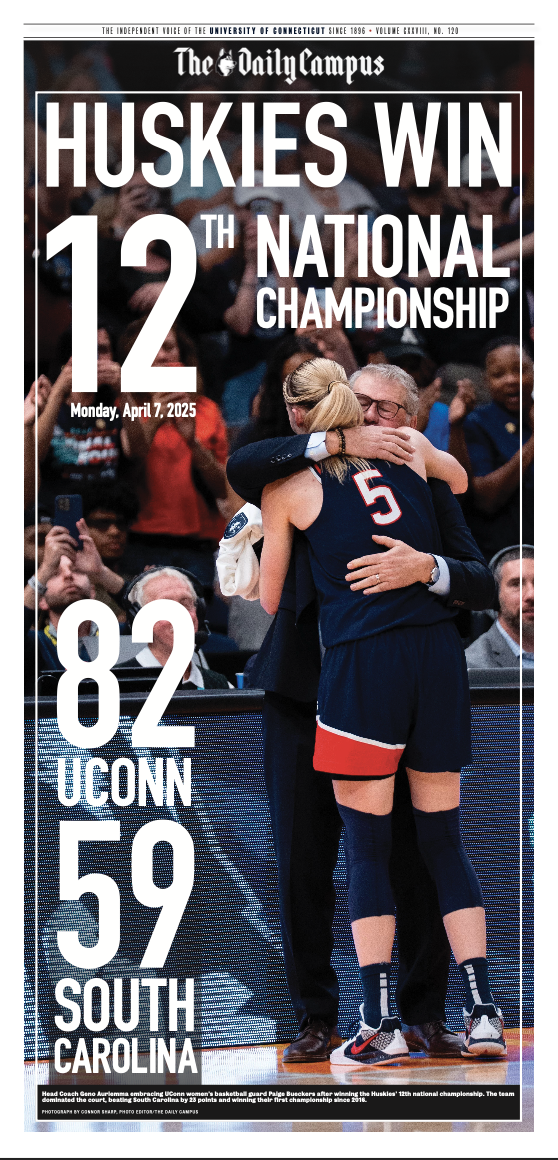 THE INDEPENDENT VOICE OF THE UNIVERSITY OF CONNECTICUT SINCE 1896 • VOLUME CXXVIII, NO. 120
The Daily Campus
HUSKIES WIN
12TH NATIONAL
CHAMPIONSHIP
Monday, April 7, 2025
5
82
UCONN
59
SOUTH
CAROLINA
Head Coach Geno Auriemma embracing UConn women's basketball guard Paige Bueckers after winning the Huskies' 12th national championship. The team
dominated the court, beating South Carolina by 23 points and winning their first championship since 2016.
PHOTOGRAPH BY CONNOR SHARP, PHOTO EDITOR/THE DAILY CAMPUS